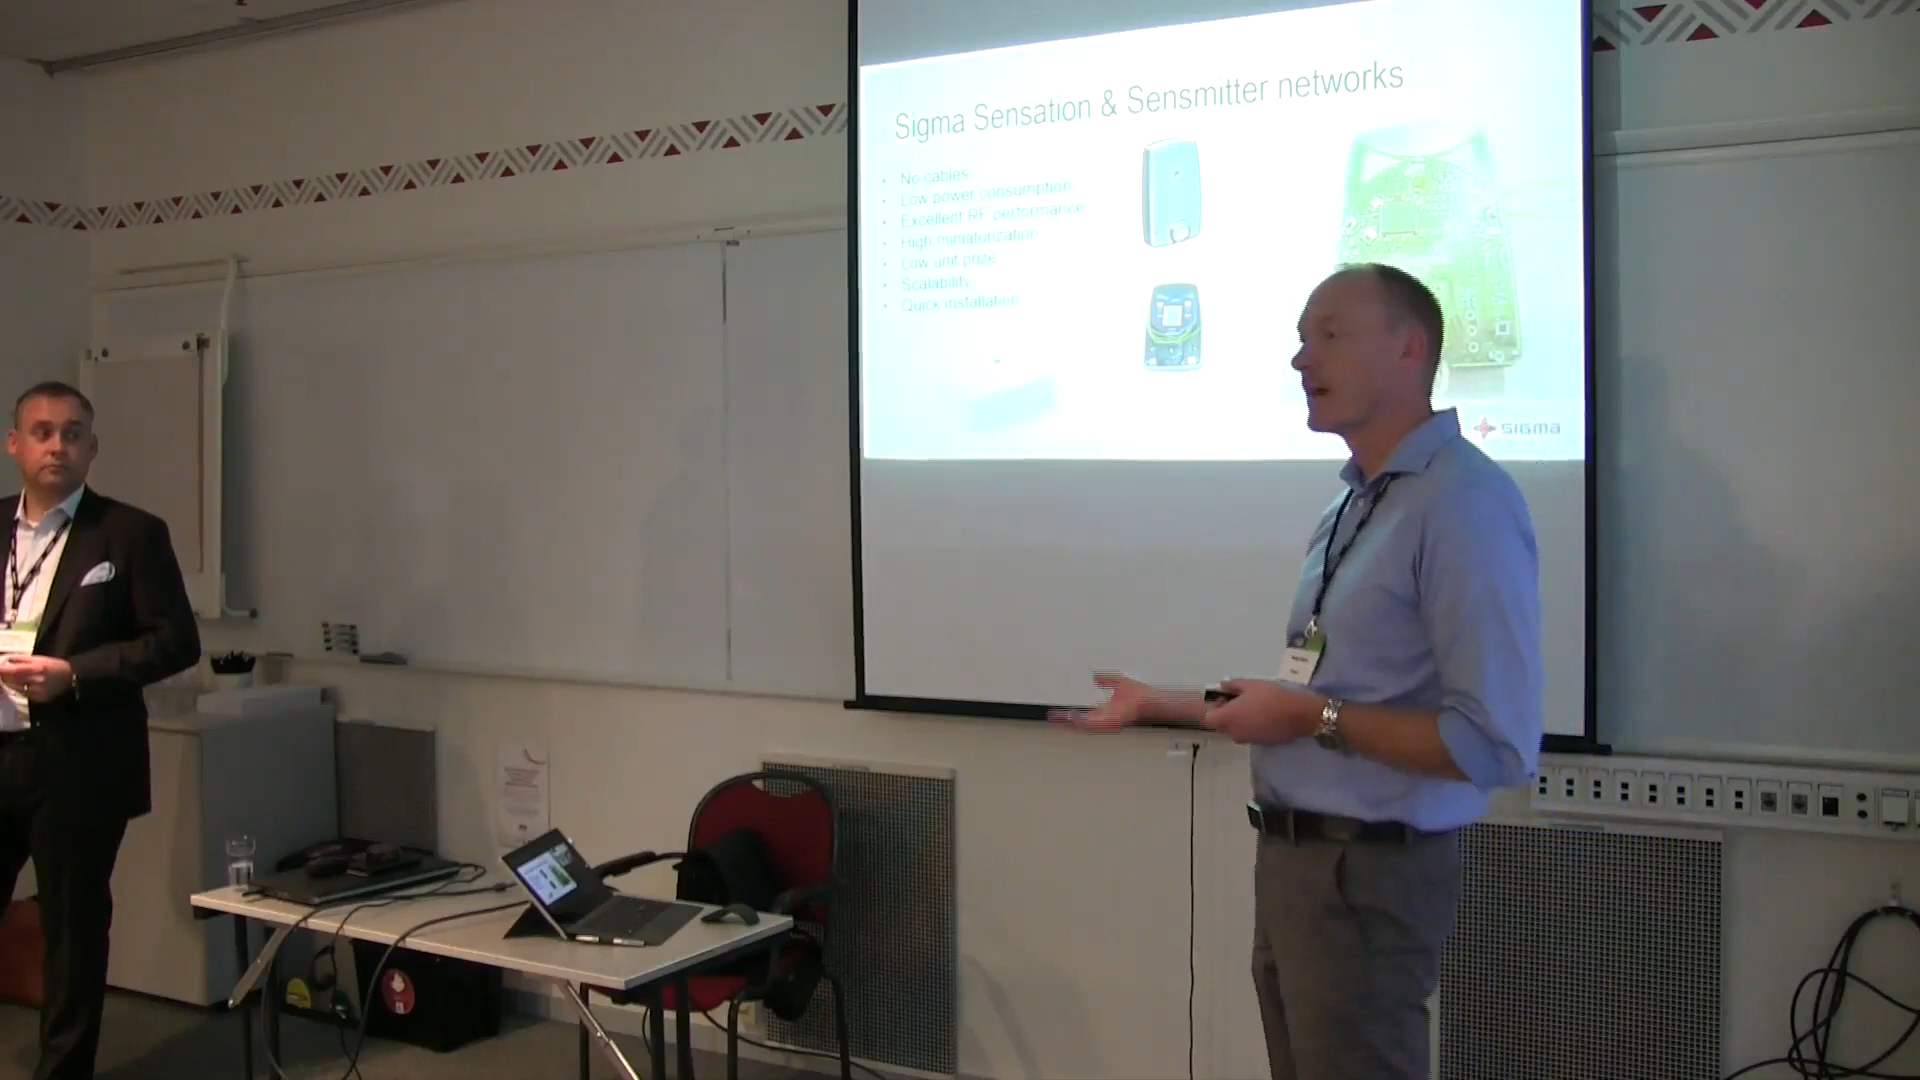 Sigma Sensation & Sensmitter networks
• No cables
• Low power consumption
• Excellent RF performance
• High miniaturization
• Low unit prize
• Scalability
• Quick installation
SIGMA